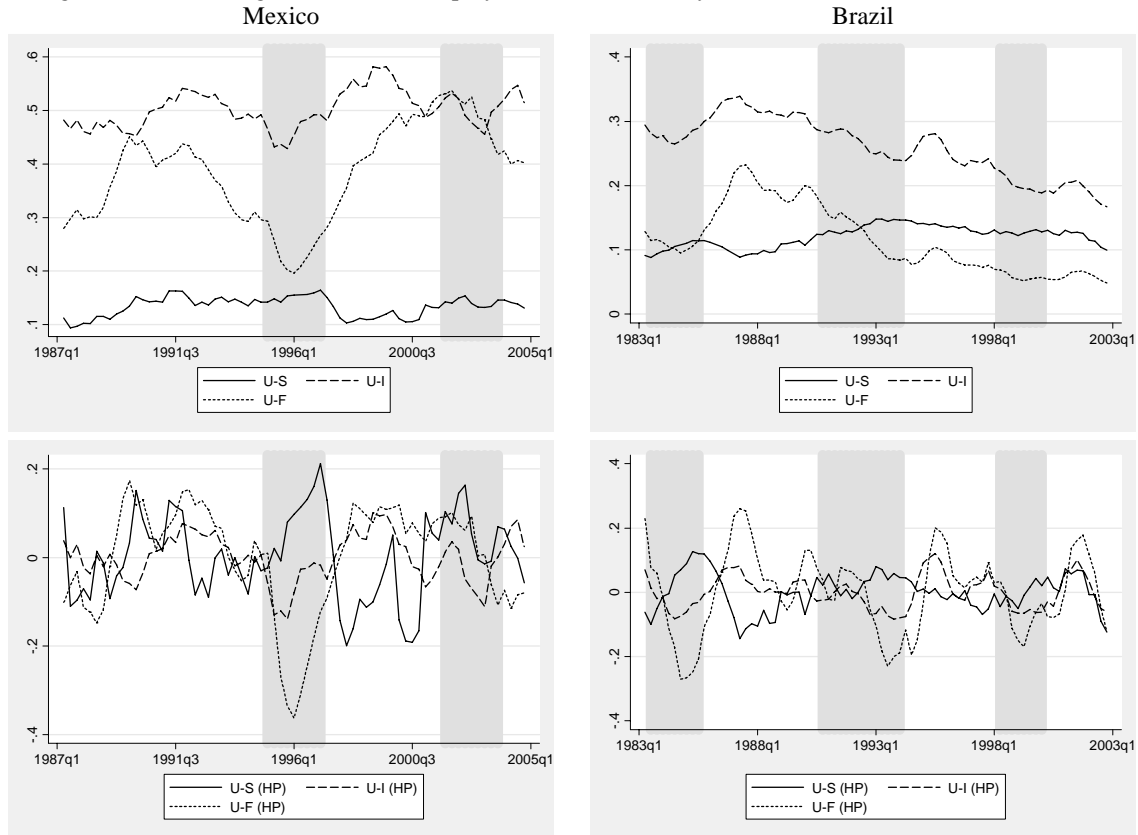 Mexico
Brazil
.6
.5
.4
.3
.2
.1
1987q1
1991q3
1996q1
2000q3
2005q1
U-S
U-I
U-F
.4
.3
.2
.1
0
1983q1
1988q1
1993q1
1998q1
2003q1
U-S
U-I
U-F
.2
0
-.2
-.4
1987q1
1991q3
1996q1
2000q3
2005q1
U-S (HP)
U-I (HP)
U-F (HP)
.4
.2
0
-.2
-.4
1983q1
1988q1
1993q1
1998q1
2003q1
U-S (HP)
U-I (HP)
U-F (HP)